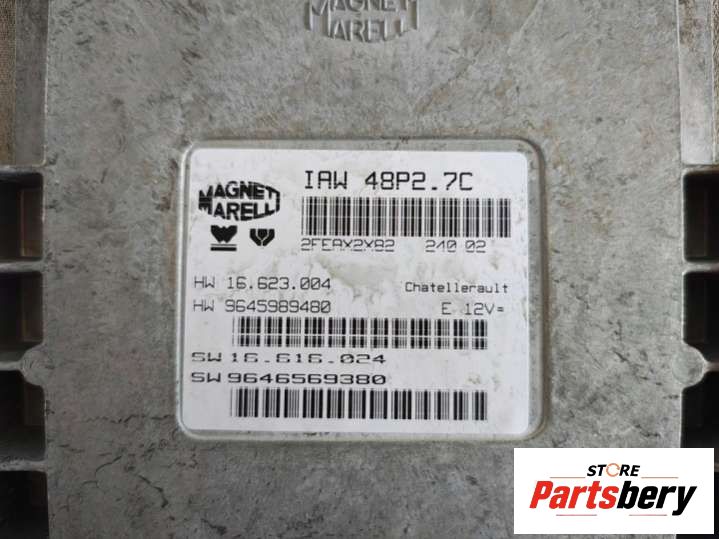 MAGNETI
MARELLI
IAW 48P2.7C
MAGNETI
MARELLI
2FEAX2X82 240 02
HW 16.623.004 Chatellerault
HW 9645989480 E 12V=
SW 16.616.024
SW 9646569380
STORE
Partsbery